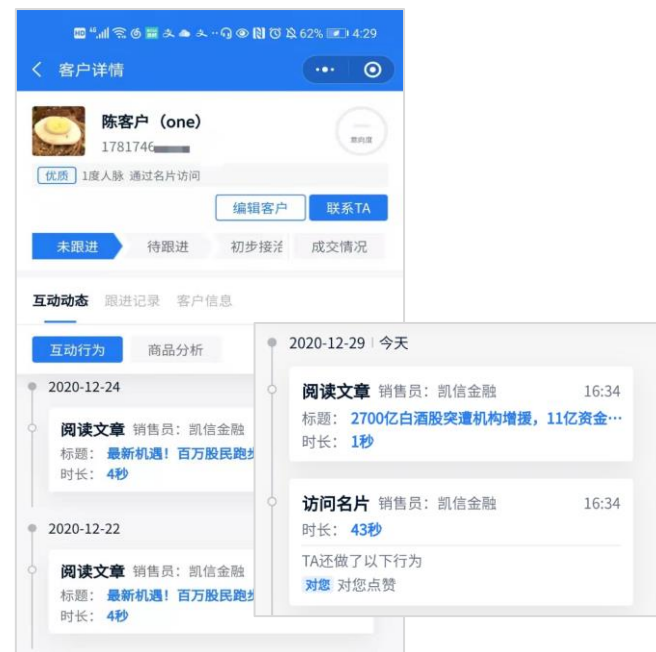 62% 4:29
客户详情
陈客户（one）
1781746
意向度
优质 1度人脉 通过名片访问
编辑客户 联系TA
未跟进 待跟进 初步接洽 成交情况
互动动态 跟进记录 客户信息
互动行为 商品分析
2020-12-24
阅读文章 销售员：凯信金融
标题： 最新机遇！百万股民跑步
时长： 4秒
2020-12-22
阅读文章 销售员：凯信金融
标题： 最新机遇！百万股民跑步
时长： 4秒
2020-12-29 今天
阅读文章 销售员：凯信金融 16:34
标题： 2700亿白酒股突遭机构增援，11亿资金…
时长： 1秒
访问名片 销售员：凯信金融 16:34
时长： 43秒
TA还做了以下行为
对您 对您点赞